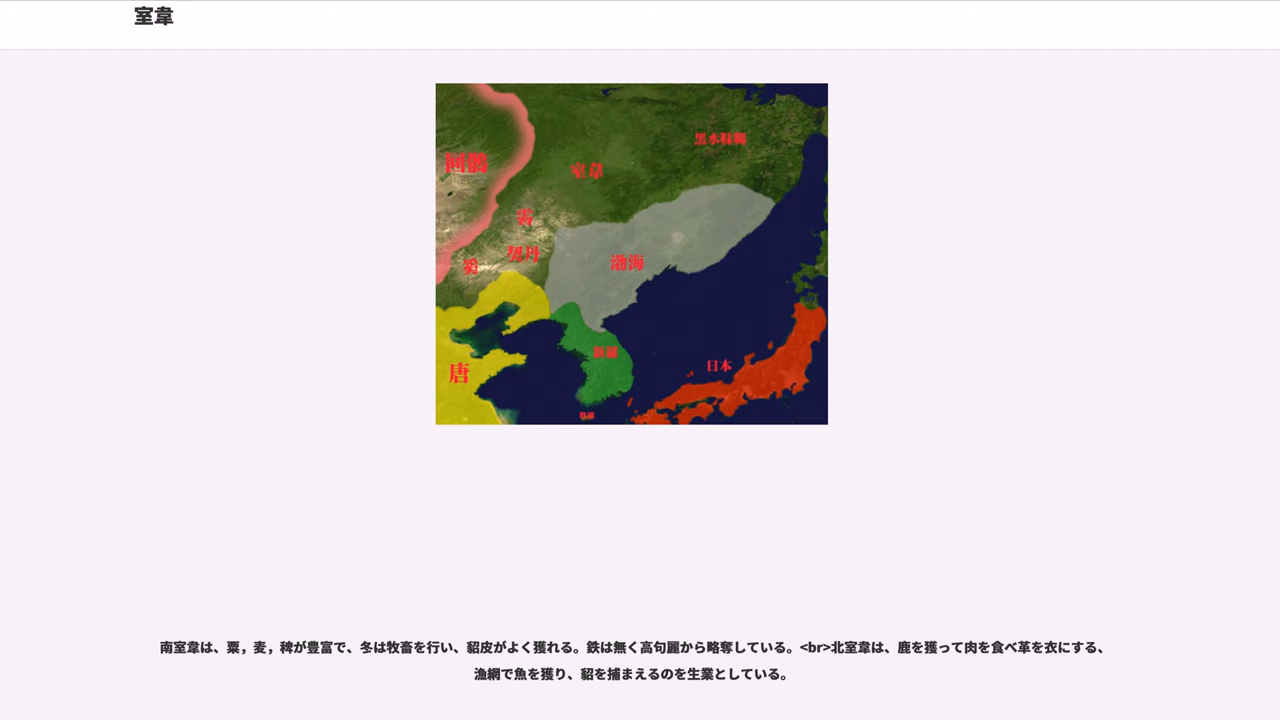 室韋
黒水靺鞨
回鶻
室韋
霫
契丹
渤海
奚
新羅
日本
唐
南室韋は、粟，麦，稗が豊富で、冬は牧畜を行い、貂皮がよく獲れる。鉄は無く高句麗から略奪している。<br>北室韋は、鹿を獲って肉を食べ革を衣にする、
漁網で魚を獲り、貂を捕まえるのを生業としている。